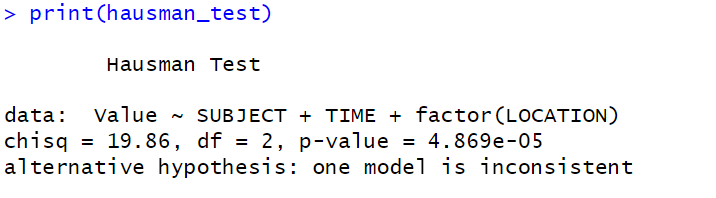 > print(hausman_test)
Hausman Test
data:  Value ~ SUBJECT + TIME + factor(LOCATION)
chisq = 19.86, df = 2, p-value = 4.869e-05
alternative hypothesis: one model is inconsistent